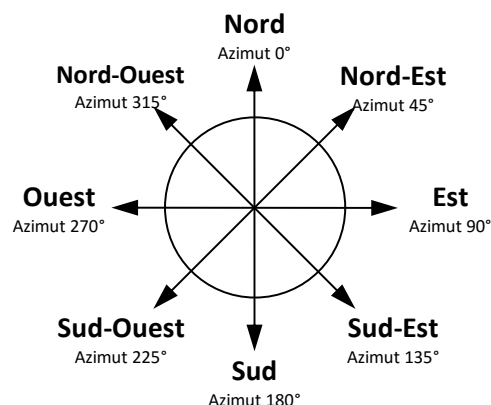 Nord
Azimut 0°
Nord-Ouest
Azimut 315°
Nord-Est
Azimut 45°
Ouest
Azimut 270°
Est
Azimut 90°
Sud-Ouest
Azimut 225°
Sud-Est
Azimut 135°
Sud
Azimut 180°